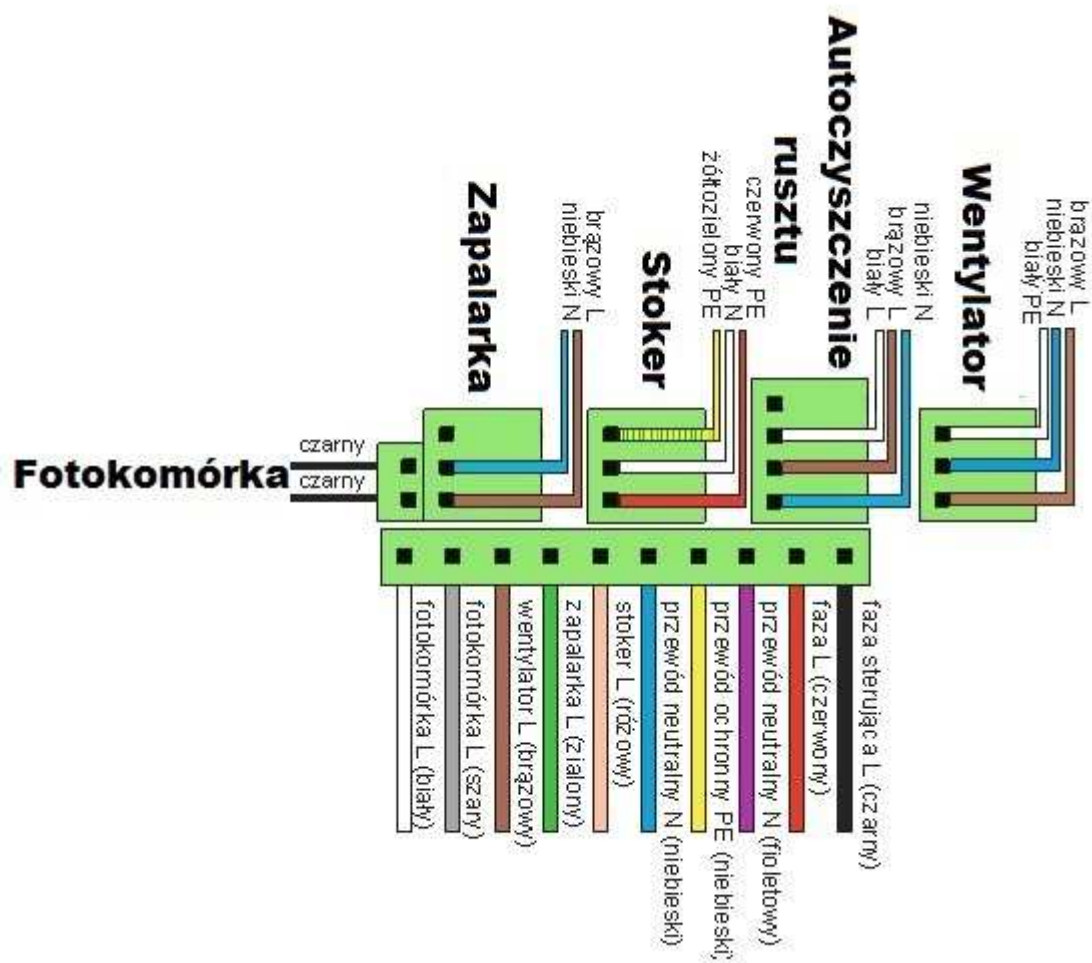 Zapalarka
brązowy L
niebieski N
Stoker
czerwony PE
biały N
żółtozielony PE
Autoczyszczenie
rusztu
niebieski N
brązowy L
biały L
Wentylator
brazowy L
niebieski N
biały PE
Fotokomórka
czarny
czarny
fotokomórka L (biały)
fotokomórka L (szary)
wentylator L (brązowy)
zapalarka L (zialony)
stoker L (różowy)
przewód neutralny N (niebieski)
przewód ochronny PE (niebieski)
przewód neutralny N (fioletowy)
faza L (czerwony)
faza sterująca L (czarny)